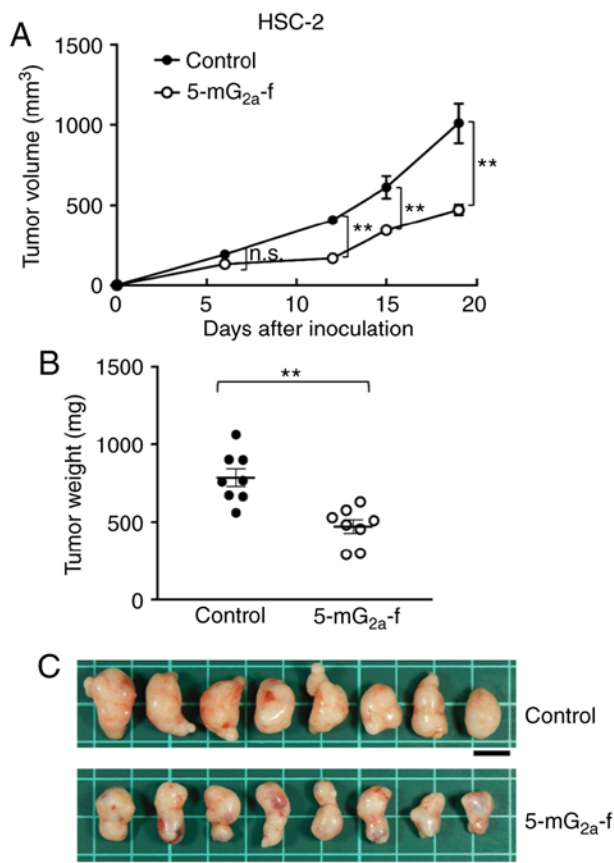 HSC-2
A
1500
1000
500
0
Tumor volume (mm³)
Control
5-mG₂ₐ-f
n.s.
**
**
**
0 5 10 15 20
Days after inoculation
B
1500
1000
500
0
Tumor weight (mg)
**
Control 5-mG₂ₐ-f
C
Control
5-mG₂ₐ-f